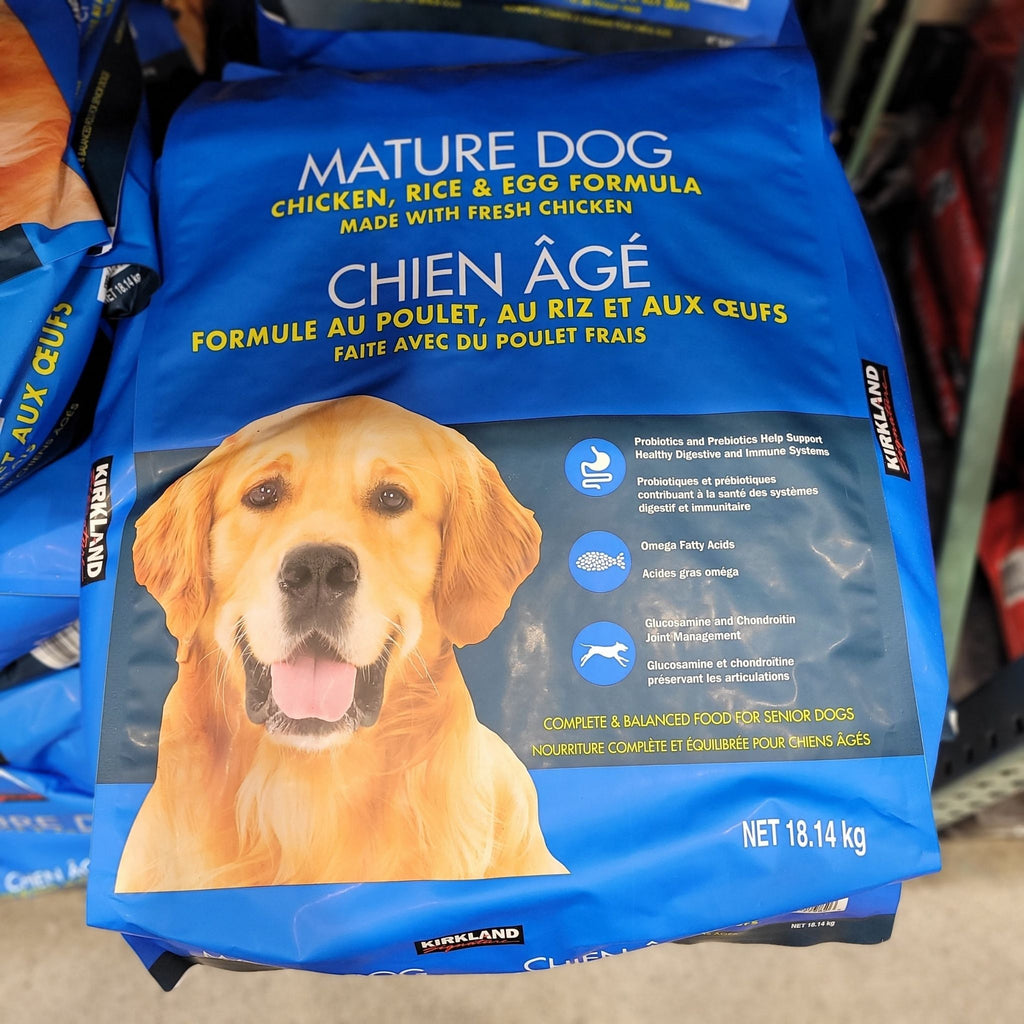 MATURE DOG
CHICKEN, RICE & EGG FORMULA
MADE WITH FRESH CHICKEN
CHIEN ÂGÉ
FORMULE AU POULET, AU RIZ ET AUX ŒUFS
FAITE AVEC DU POULET FRAIS
Probiotics and Prebiotics Help Support
Healthy Digestive and Immune Systems
Probiotiques et prébiotiques
contribuant à la santé des systèmes
digestif et immunitaire
Omega Fatty Acids
Acides gras oméga
Glucosamine and Chondroitin
Joint Management
Glucosamine et chondroïtine
préservant les articulations
COMPLETE & BALANCED FOOD FOR SENIOR DOGS
NOURRITURE COMPLÈTE ET ÉQUILIBRÉE POUR CHIENS ÂGÉS
NET 18.14 kg
KIRKLAND
Signature
KIRKLAND
Signature
KIRKLAND
Signature
NET 18.14 kg
AUX ŒUFS
CHIEN
NET 18.14 kg